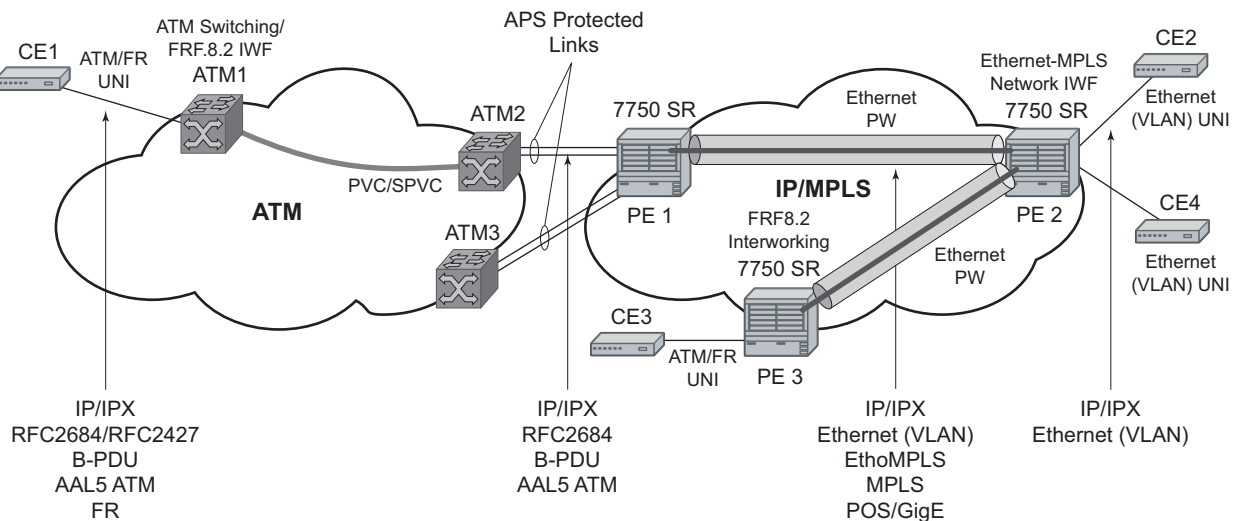 APS Protected
Links
ATM Switching/
FRF.8.2 IWF
ATM1
CE1
ATM/FR
UNI
ATM2
PVC/SPVC
ATM
ATM3
7750 SR
PE 1
Ethernet
PW
IP/MPLS
Ethernet-MPLS
Network IWF
7750 SR
PE 2
CE2
Ethernet
(VLAN) UNI
CE4
Ethernet
(VLAN) UNI
FRF8.2
Interworking
7750 SR
PE 3
Ethernet
PW
CE3
ATM/FR
UNI
IP/IPX
RFC2684/RFC2427
B-PDU
AAL5 ATM
FR
IP/IPX
RFC2684
B-PDU
AAL5 ATM
IP/IPX
Ethernet (VLAN)
EthoMPLS
MPLS
POS/GigE
IP/IPX
Ethernet (VLAN)